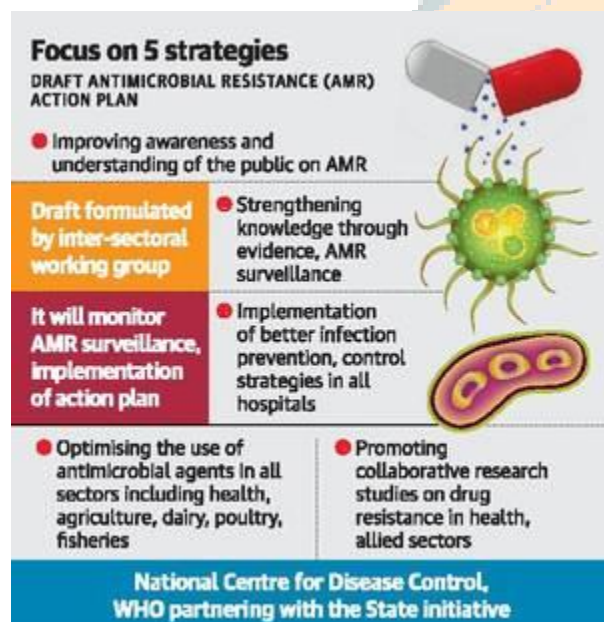 Focus on 5 strategies
DRAFT ANTIMICROBIAL RESISTANCE (AMR)
ACTION PLAN
Improving awareness and
understanding of the public on AMR
Draft formulated
by inter-sectoral
working group
Strengthening
knowledge through
evidence, AMR
surveillance
It will monitor
AMR surveillance,
implementation
of action plan
Implementation
of better infection
prevention, control
strategies in all
hospitals
Optimising the use of
antimicrobial agents in all
sectors including health,
agriculture, dairy, poultry,
fisheries
Promoting
collaborative research
studies on drug
resistance in health,
allied sectors
National Centre for Disease Control,
WHO partnering with the State initiative